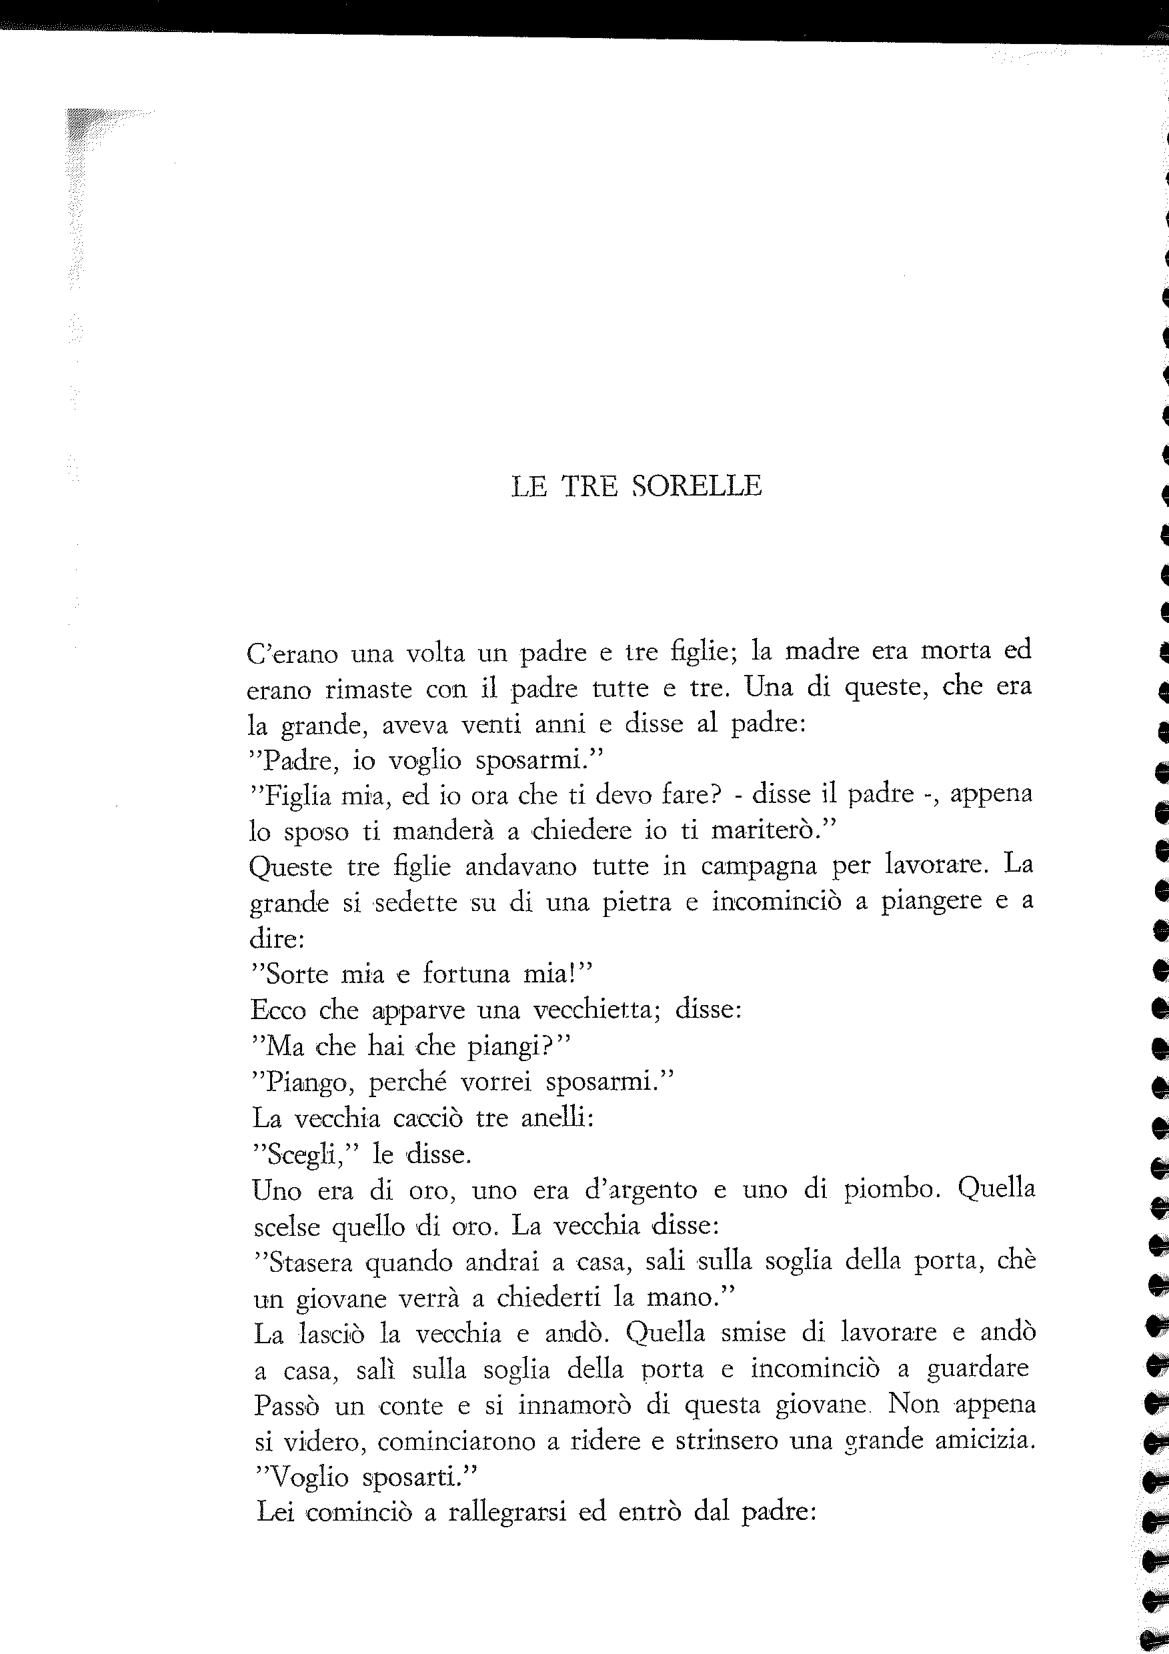 LE TRE SORELLE
C'erano una volta un padre e tre figlie; la madre era morta ed
erano rimaste con il padre tutte e tre. Una di queste, che era
la grande, aveva venti anni e disse al padre:
"Padre, io voglio sposarmi."
"Figlia mia, ed io ora che ti devo fare? - disse il padre -, appena
lo sposo ti manderà a chiedere io ti mariterò."
Queste tre figlie andavano tutte in campagna per lavorare. La
grande si sedette su di una pietra e incominciò a piangere e a
dire:
"Sorte mia e fortuna mia!"
Ecco che apparve una vecchietta; disse:
"Ma che hai che piangi?"
"Piango, perché vorrei sposarmi."
La vecchia cacciò tre anelli:
"Scegli," le disse.
Uno era di oro, uno era d'argento e uno di piombo. Quella
scelse quello di oro. La vecchia disse:
"Stasera quando andrai a casa, sali sulla soglia della porta, chè
un giovane verrà a chiederti la mano."
La lasciò la vecchia e andò. Quella smise di lavorare e andò
a casa, salì sulla soglia della porta e incominciò a guardare
Passò un conte e si innamorò di questa giovane. Non appena
si videro, cominciarono a ridere e strinsero una grande amicizia.
"Voglio sposarti."
Lei cominciò a rallegrarsi ed entrò dal padre: